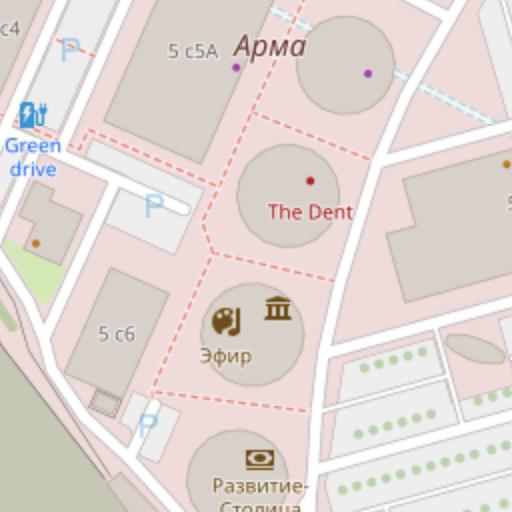 с4
P
5 с5А
Арма
Green
drive
P
The Dent
5 с6
Эфир
P
Развитие-
Столица